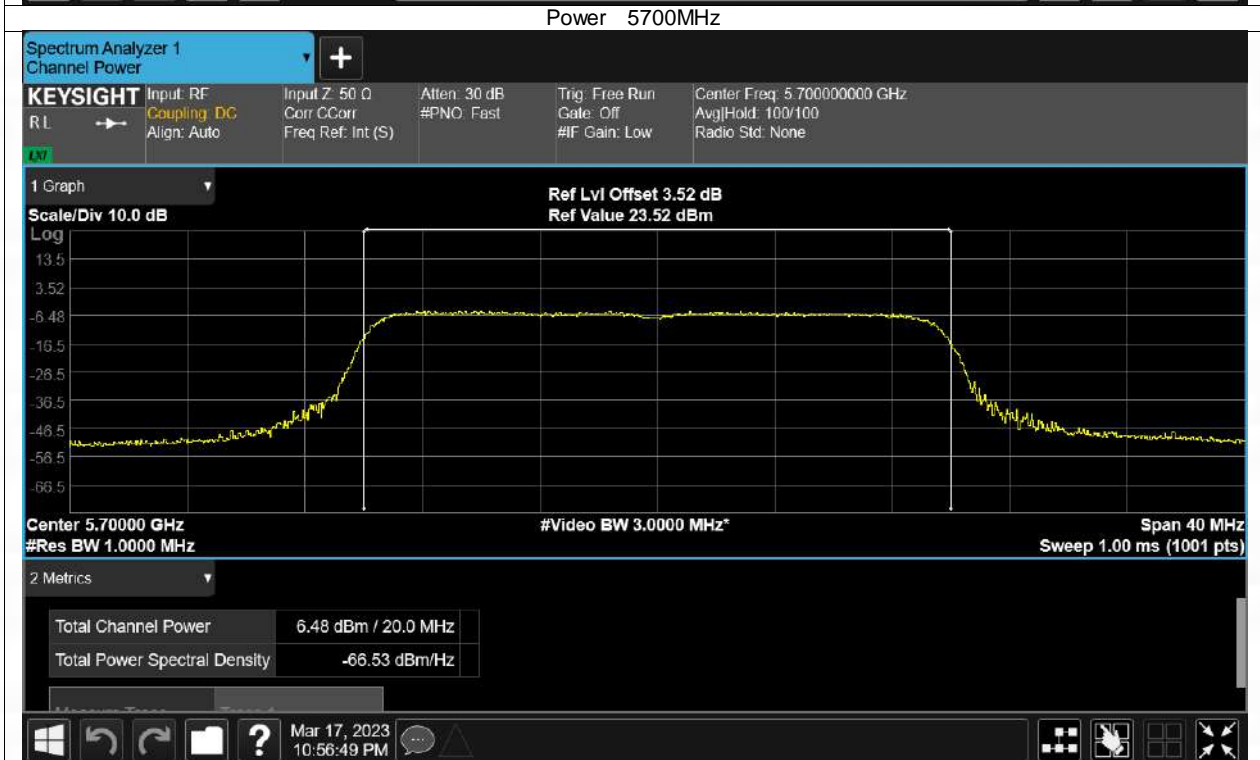 Power 5700MHz
Spectrum Analyzer 1
Channel Power
+
KEYSIGHT Input: RF Input Z: 50 Ω Atten: 30 dB Trig: Free Run Center Freq: 5.700000000 GHz
RL Coupling: DC Corr CCorr #PNO: Fast Gate: Off Avg|Hold: 100/100
Align: Auto Freq Ref: Int (S) #IF Gain: Low Radio Std: None
LXI
1 Graph Ref Lvl Offset 3.52 dB
Scale/Div 10.0 dB Ref Value 23.52 dBm
Log
13.5
3.52
-6.48
-16.5
-26.5
-36.5
-46.5
-56.5
-66.5
Center 5.70000 GHz #Video BW 3.0000 MHz* Span 40 MHz
#Res BW 1.0000 MHz Sweep 1.00 ms (1001 pts)
2 Metrics
Total Channel Power 6.48 dBm / 20.0 MHz
Total Power Spectral Density -66.53 dBm/Hz
? Mar 17, 2023
10:56:49 PM